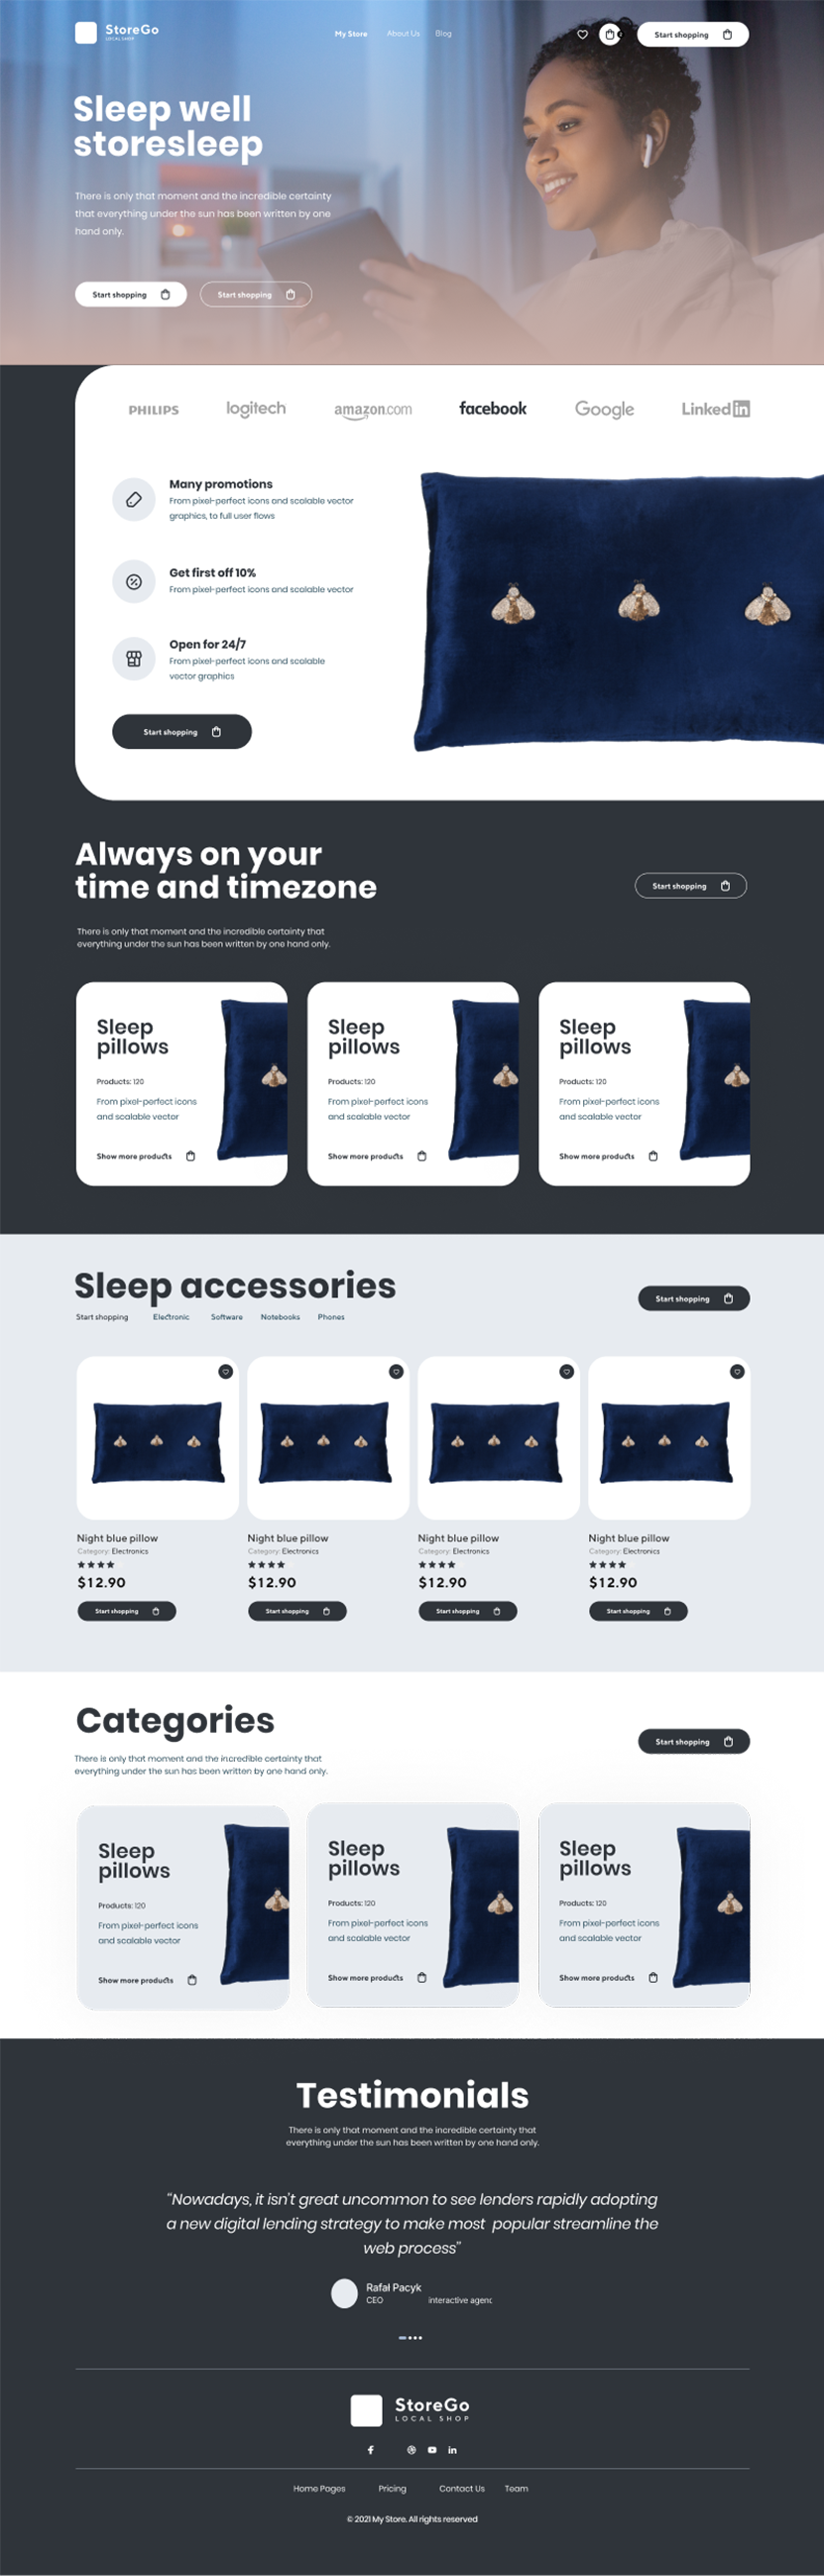 StoreGo
LOCAL SHOP
My Store
About Us
Blog
Start shopping
Sleep well
storesleep
There is only that moment and the incredible certainty
that everything under the sun has been written by one
hand only.
Start shopping
Start shopping
PHILIPS
logitech
amazon.com
facebook
Google
Linked in
Many promotions
From pixel-perfect icons and scalable vector
graphics, to full user flows
Get first off 10%
From pixel-perfect icons and scalable vector
Open for 24/7
From pixel-perfect icons and scalable
vector graphics
Start shopping
Always on your
time and timezone
Start shopping
There is only that moment and the incredible certainty that
everything under the sun has been written by one hand only.
Sleep
pillows
Products: 120
From pixel-perfect icons
and scalable vector
Show more products
Sleep
pillows
Products: 120
From pixel-perfect icons
and scalable vector
Show more products
Sleep
pillows
Products: 120
From pixel-perfect icons
and scalable vector
Show more products
Sleep accessories
Start shopping
Start shopping
Electronic
Software
Notebooks
Phones
Night blue pillow
Category: Electronics
$12.90
Start shopping
Night blue pillow
Category: Electronics
$12.90
Start shopping
Night blue pillow
Category: Electronics
$12.90
Start shopping
Night blue pillow
Category: Electronics
$12.90
Start shopping
Categories
Start shopping
There is only that moment and the incredible certainty that
everything under the sun has been written by one hand only.
Sleep
pillows
Products: 120
From pixel-perfect icons
and scalable vector
Show more products
Sleep
pillows
Products: 120
From pixel-perfect icons
and scalable vector
Show more products
Sleep
pillows
Products: 120
From pixel-perfect icons
and scalable vector
Show more products
Testimonials
There is only that moment and the incredible certainty that
everything under the sun has been written by one hand only.
"Nowadays, it isn't great uncommon to see lenders rapidly adopting
a new digital lending strategy to make most popular streamline the
web process"
Rafał Pacyk
CEO interactive agenc
StoreGo
LOCAL SHOP
Home Pages
Pricing
Contact Us
Team
© 2021 My Store. All rights reserved